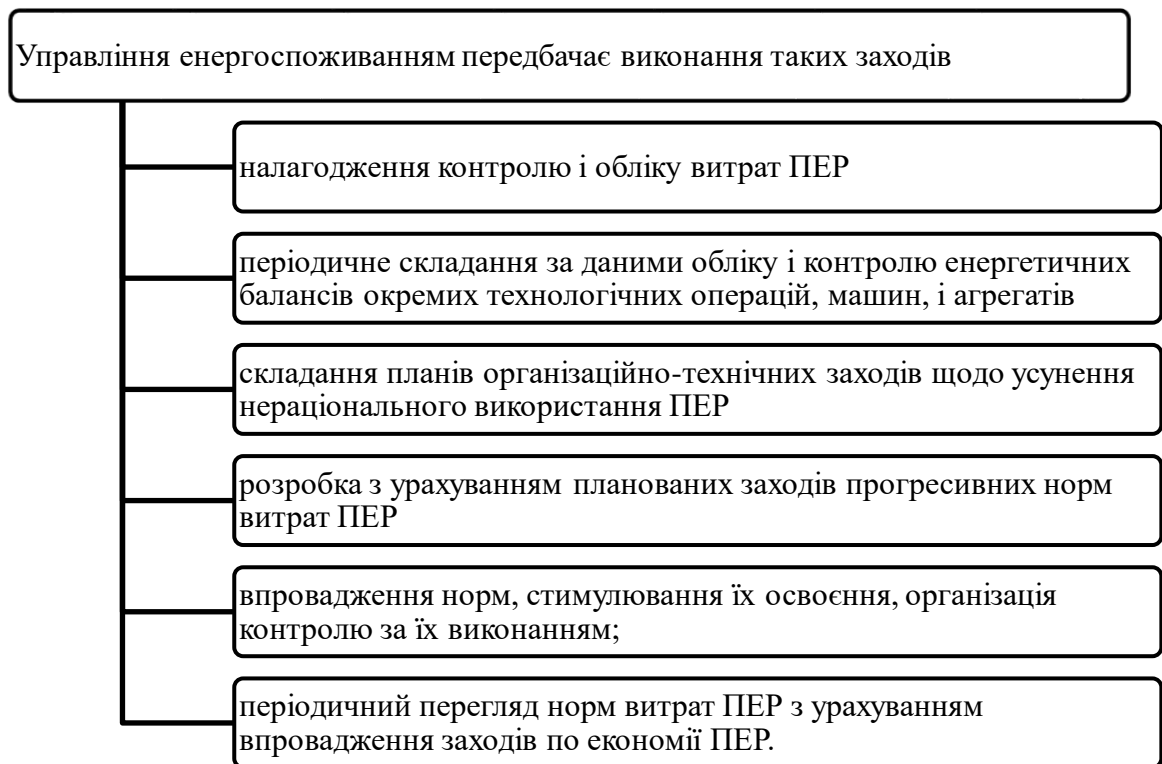 Управління енергоспоживанням передбачає виконання таких заходів
налагодження контролю і обліку витрат ПЕР
періодичне складання за даними обліку і контролю енергетичних
балансів окремих технологічних операцій, машин, і агрегатів
складання планів організаційно-технічних заходів щодо усунення
нераціонального використання ПЕР
розробка з урахуванням планованих заходів прогресивних норм
витрат ПЕР
впровадження норм, стимулювання їх освоєння, організація
контролю за їх виконанням;
періодичний перегляд норм витрат ПЕР з урахуванням
впровадження заходів по економії ПЕР.